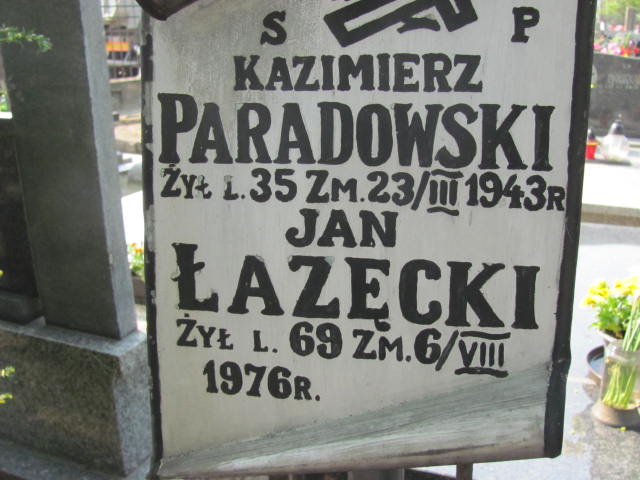 S P
KAZIMIERZ
PARADOWSKI
ŻYŁ L. 35 ZM. 23/III 1943R
JAN
ŁAZĘCKI
ŻYŁ L. 69 ZM. 6/VIII
1976R.